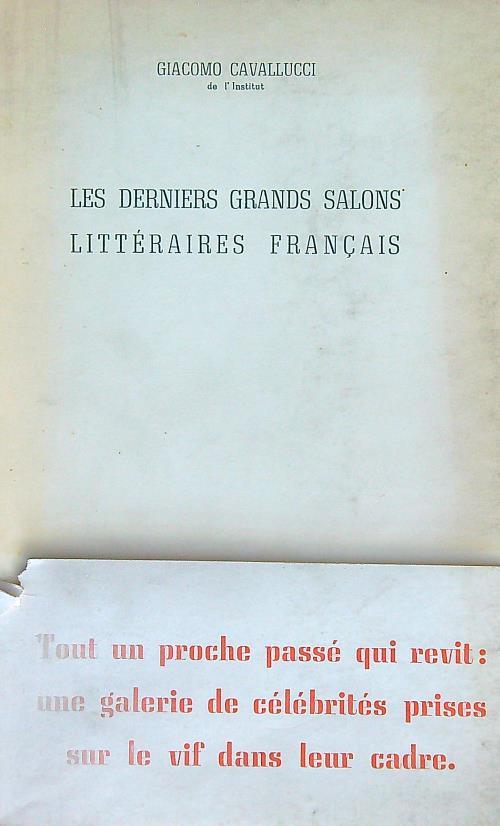 GIACOMO CAVALLUCCI
de l'Institut
LES DERNIERS GRANDS SALONS
LITTÉRAIRES FRANÇAIS
Tout un proche passé qui revit:
une galerie de célébrités prises
sur le vif dans leur cadre.